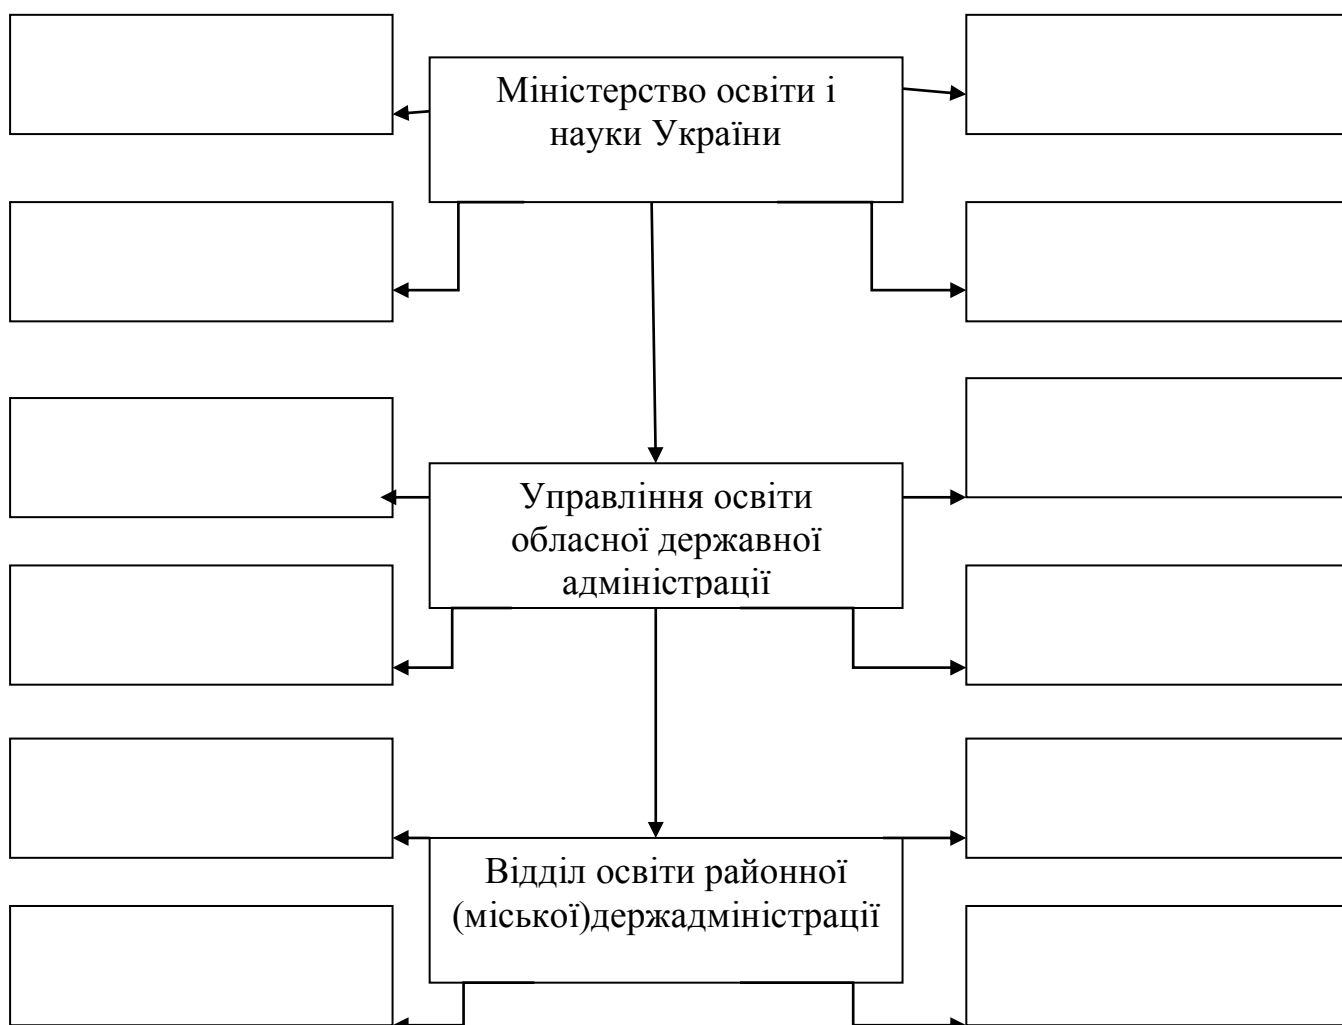 Міністерство освіти і
науки України
Управління освіти
обласної державної
адміністрації
Відділ освіти районної
(міської)держадміністрації